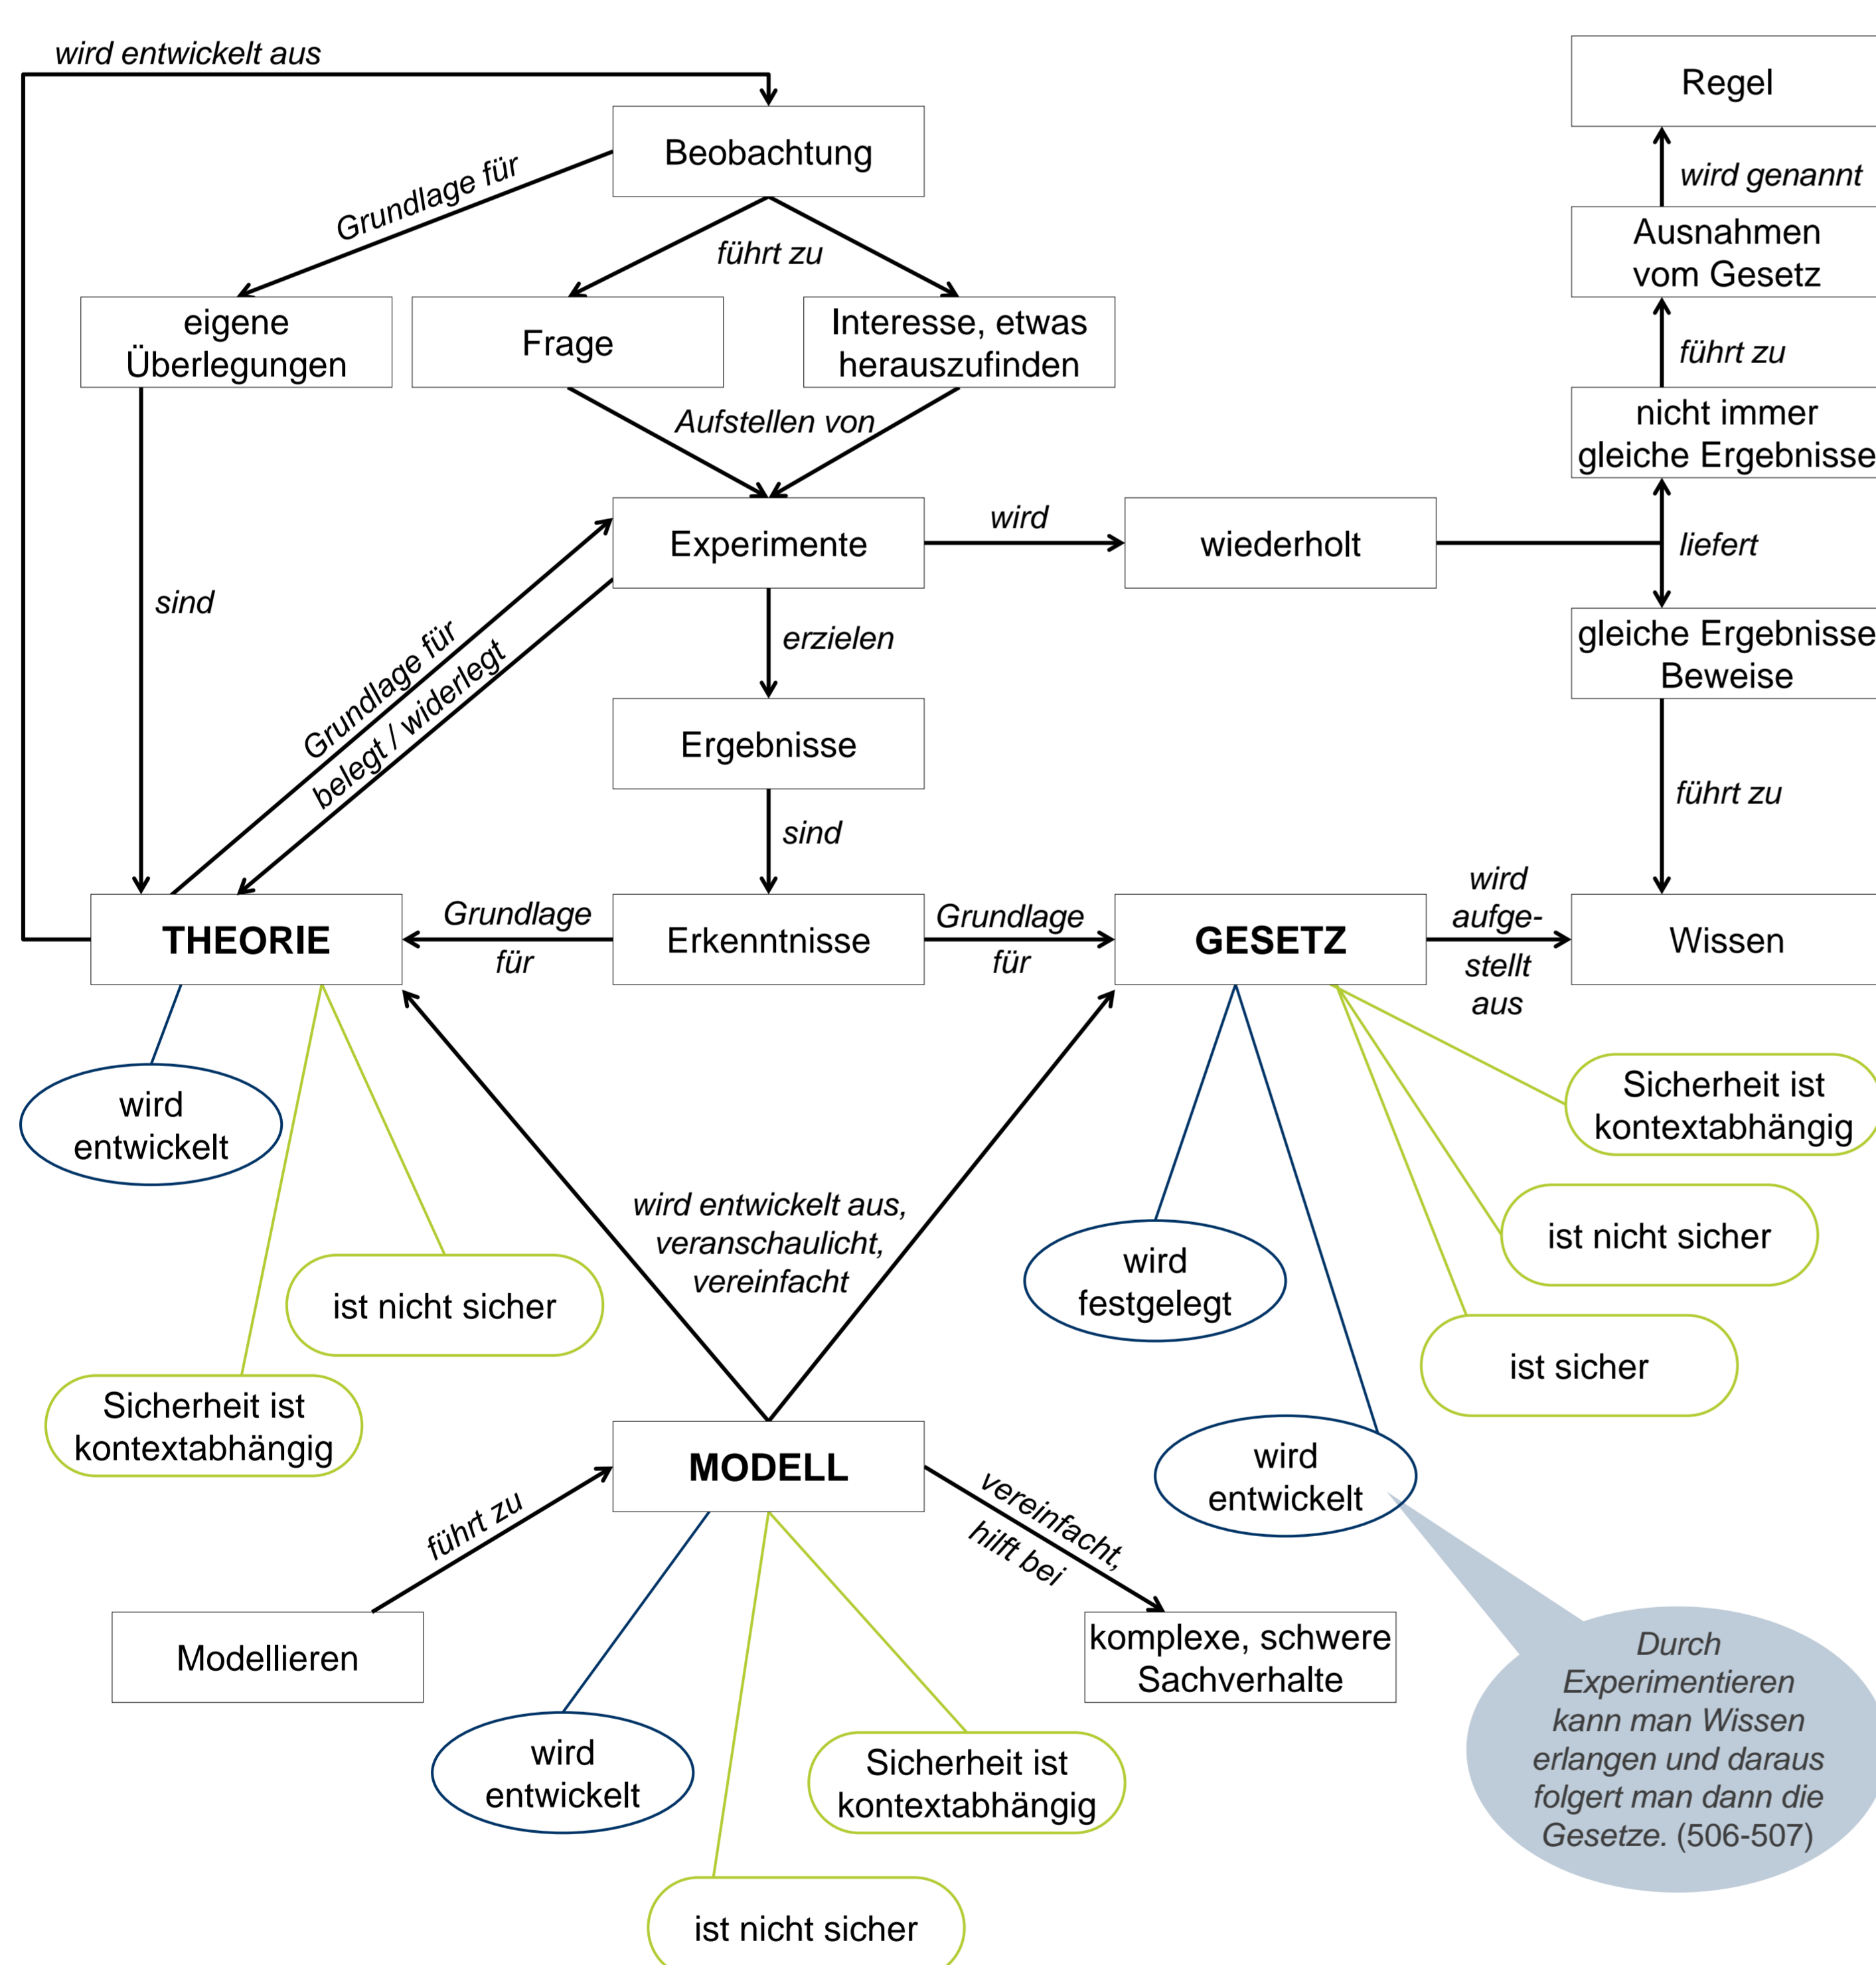 wird entwickelt aus
Regel
Beobachtung
Grundlage für
wird genannt
führt zu
Ausnahmen
vom Gesetz
eigene
Überlegungen
Frage
Interesse, etwas
herauszufinden
führt zu
Aufstellen von
nicht immer
gleiche Ergebnisse
Experimente
wird
wiederholt
liefert
sind
erzielen
gleiche Ergebnisse
Beweise
Grundlage für
belegt / widerlegt
Ergebnisse
führt zu
sind
THEORIE
Grundlage
für
Erkenntnisse
Grundlage
für
GESETZ
wird
aufge-
stellt
aus
Wissen
wird
entwickelt
Sicherheit ist
kontextabhängig
ist nicht sicher
wird entwickelt aus,
veranschaulicht,
vereinfacht
wird
festgelegt
ist nicht sicher
ist sicher
Sicherheit ist
kontextabhängig
MODELL
wird
entwickelt
führt zu
vereinfacht,
hilft bei
Modellieren
komplexe, schwere
Sachverhalte
Durch
Experimentieren
kann man Wissen
erlangen und daraus
folgert man dann die
Gesetze. (506-507)
wird
entwickelt
Sicherheit ist
kontextabhängig
ist nicht sicher